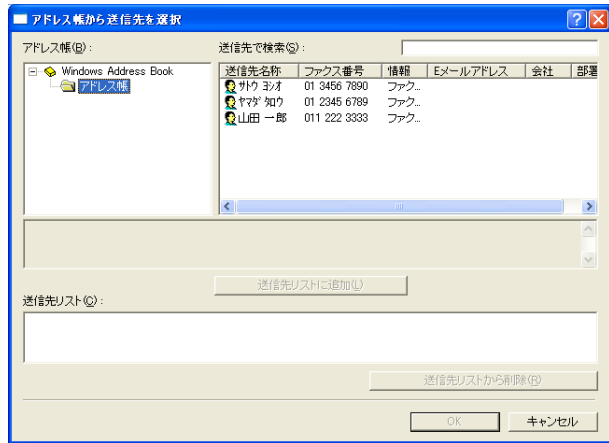 アドレス帳から送信先を選択
アドレス帳(B): 送信先で検索(S):
Windows Address Book
アドレス帳
送信先名称 ファクス番号 情報 Eメールアドレス 会社 部署
サトウ ヨシオ 01 3456 7890 ファク...
ヤマダ タロウ 01 2345 6789 ファク...
山田 一郎 011 222 3333 ファク...
送信先リストに追加(L)
送信先リスト(C):
送信先リストから削除(R)
OK キャンセル